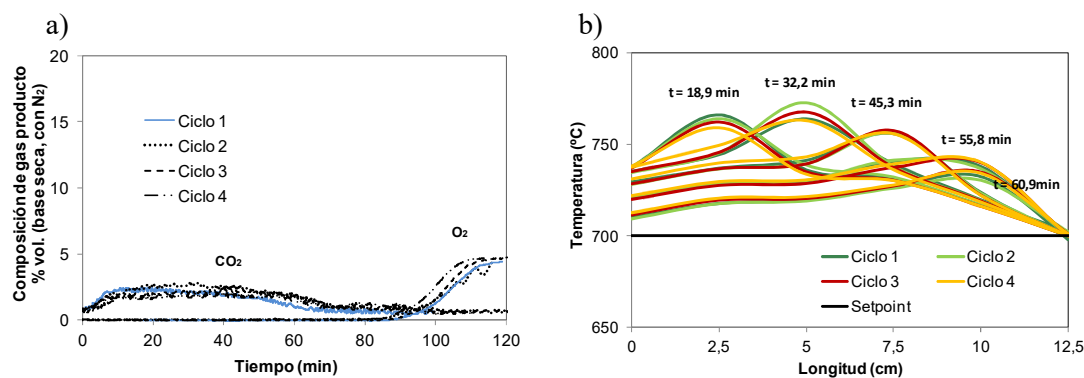 a)
Composición de gas producto
% vol. (base seca, con N₂)
20
15
10
5
0
Ciclo 1
Ciclo 2
Ciclo 3
Ciclo 4
CO₂
O₂
0 20 40 60 80 100 120
Tiempo (min)
b)
Temperatura (ºC)
800
750
700
650
t = 18,9 min
t = 32,2 min
t = 45,3 min
t = 55,8 min
t = 60,9min
Ciclo 1 Ciclo 2
Ciclo 3 Ciclo 4
Setpoint
0 2,5 5 7,5 10 12,5
Longitud (cm)